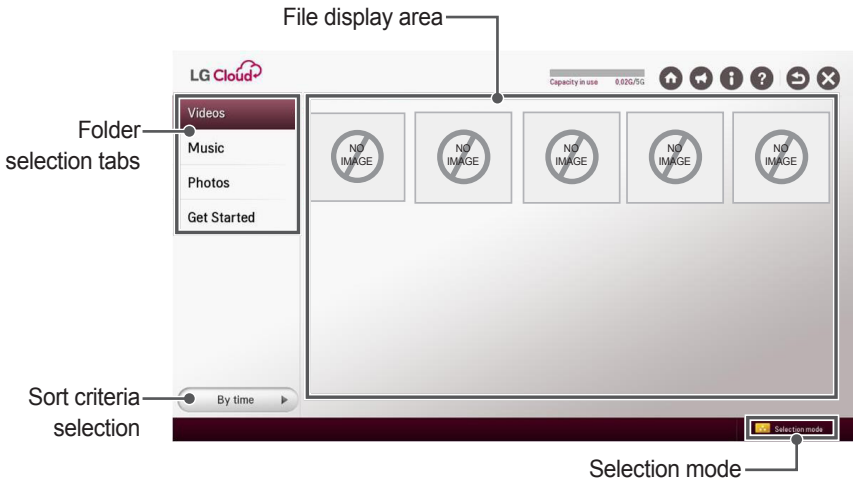 File display area
LG Cloud
Capacity in use 0.02G/5G
i ?
Folder
selection tabs
Videos
Music
Photos
Get Started
NO
IMAGE
NO
IMAGE
NO
IMAGE
NO
IMAGE
NO
IMAGE
Sort criteria
selection
By time
Selection mode
Selection mode